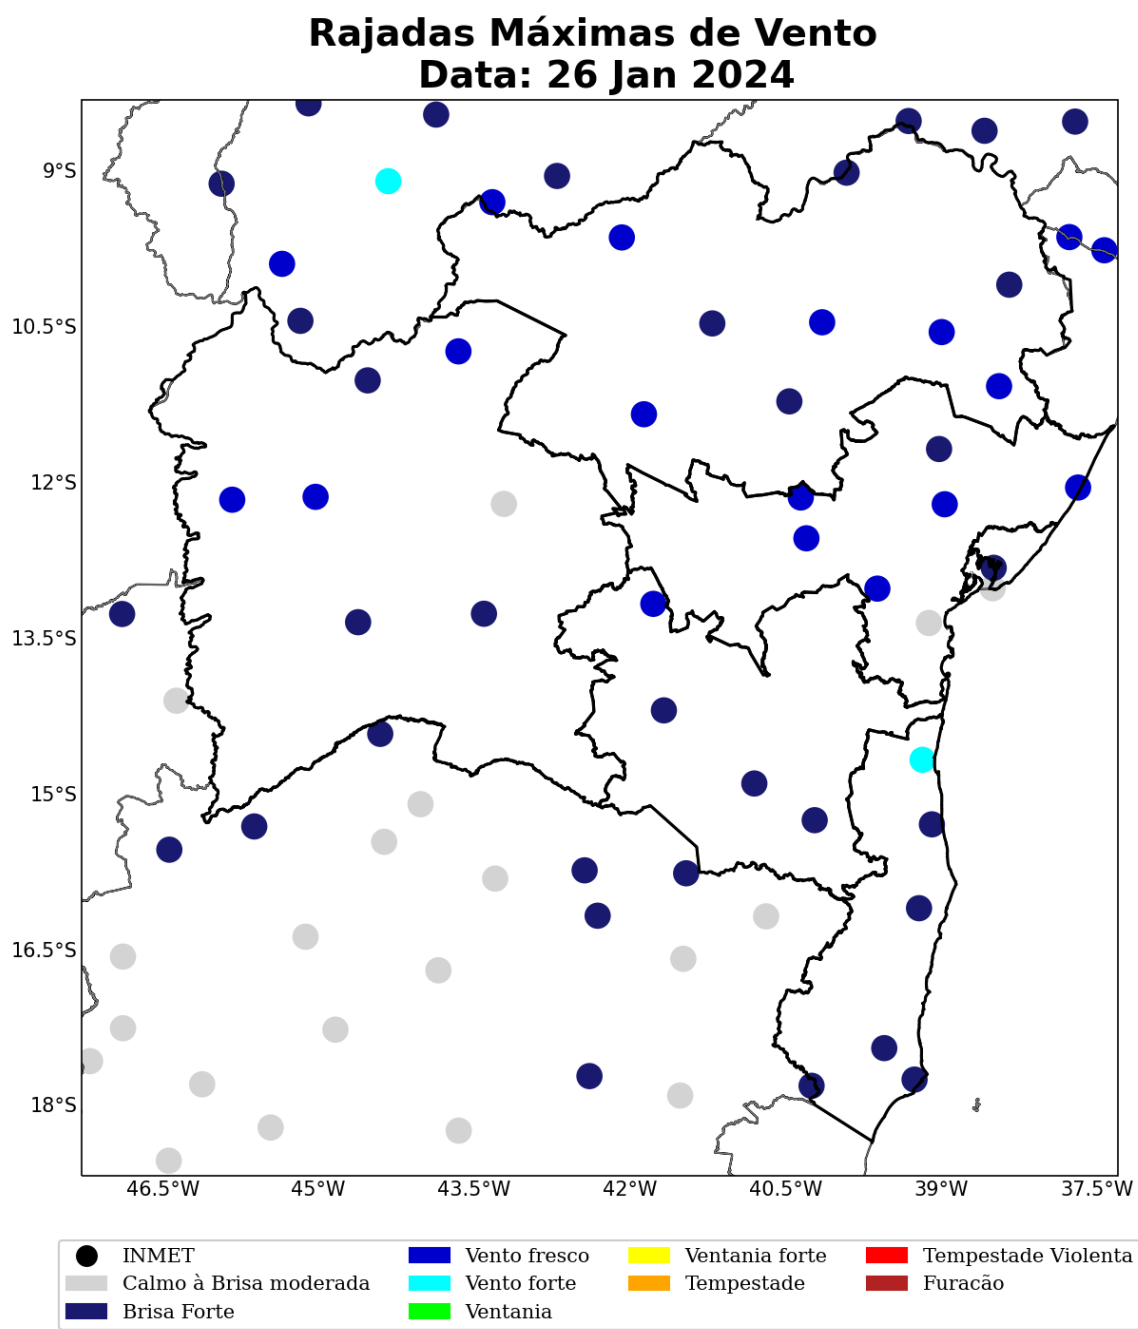 Rajadas Máximas de Vento
Data: 26 Jan 2024
9°S
10.5°S
12°S
13.5°S
15°S
16.5°S
18°S
46.5°W 45°W 43.5°W 42°W 40.5°W 39°W 37.5°W
INMET Vento fresco Ventania forte Tempestade Violenta
Calmo à Brisa moderada Vento forte Tempestade Furacão
Brisa Forte Ventania